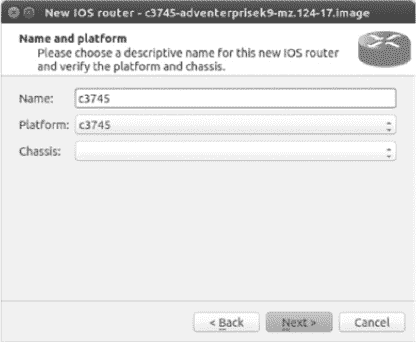 New IOS router - c3745-adventerprisek9-mz.124-17.image
Name and platform
Please choose a descriptive name for this new IOS router
and verify the platform and chassis.
Name: c3745
Platform: c3745
Chassis:
< Back Next > Cancel